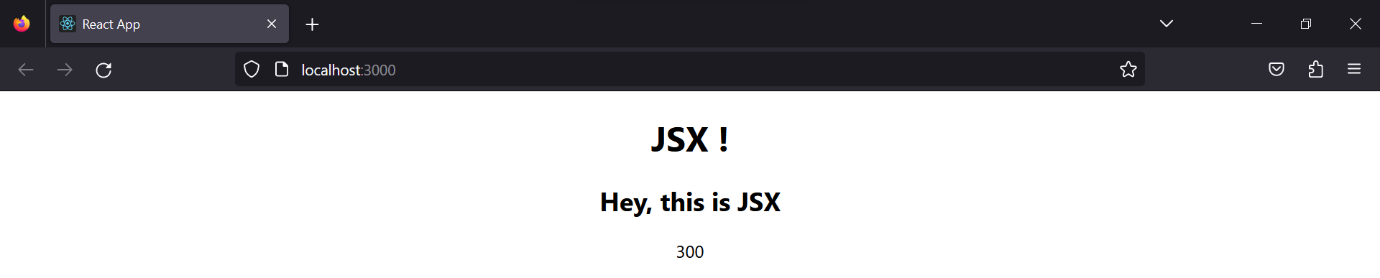 React App
localhost:3000
JSX !
Hey, this is JSX
300